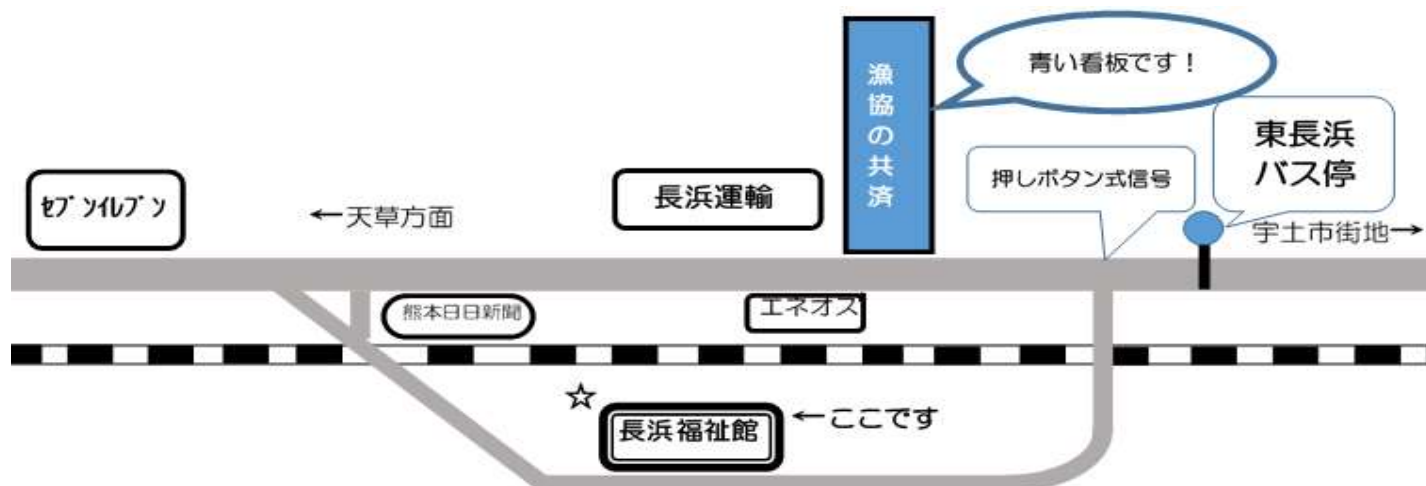 青い看板です！
漁協の共済
東長浜
バス停
押しボタン式信号
ｾﾌﾞﾝｲﾚﾌﾞﾝ
←天草方面
長浜運輸
宇土市街地→
熊本日日新聞
エネオス
☆
長浜福祉館
←ここです